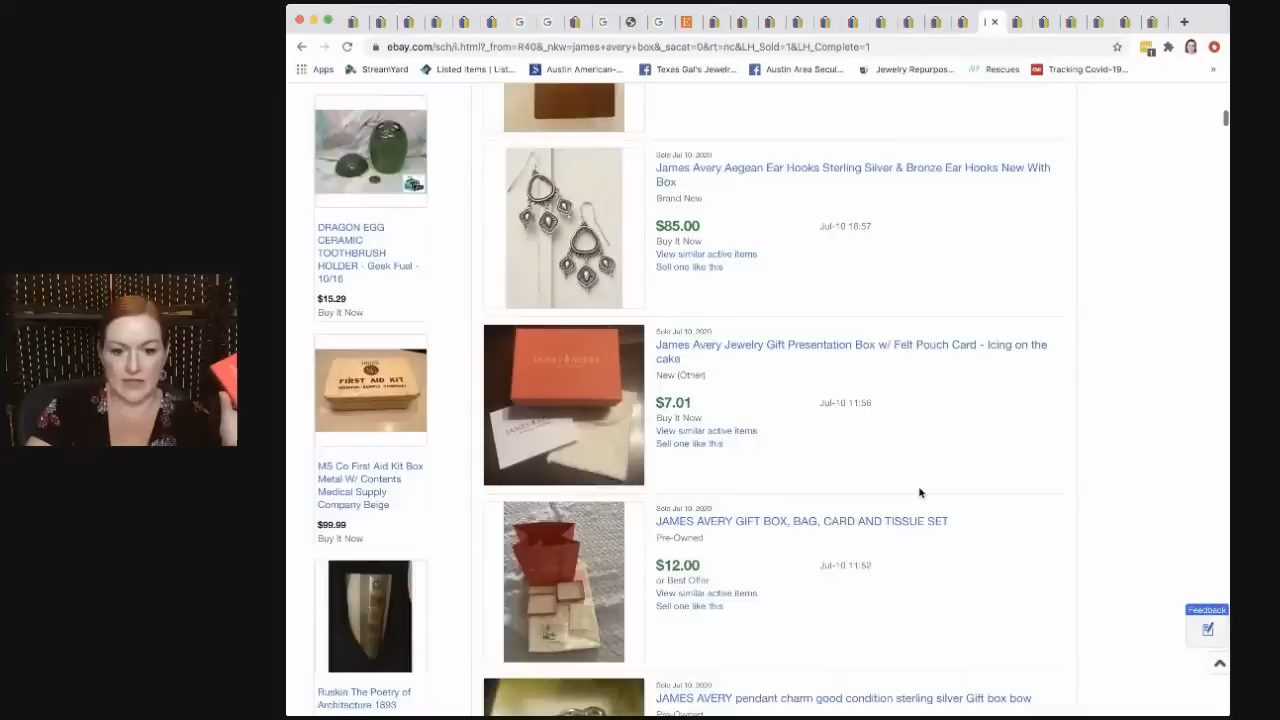 ebay.com/sch/i.html?_from=R40&_nkw=james+avery+box&_sacat=0&rt=nc&LH_Sold=1&LH_Complete=1
Apps
StreamYard
Listed Items | List...
Austin American-...
Texas Gal's Jewelr...
Austin Area Secul...
Jewelry Repurpos...
Rescues
Tracking Covid-19...
»
DRAGON EGG
CERAMIC
TOOTHBRUSH
HOLDER - Geek Fuel -
10/16
$15.29
Buy It Now
FIRST AID KIT
MS Co First Aid Kit Box
Metal W/ Contents
Medical Supply
Company Beige
$99.99
Buy It Now
Ruskin The Poetry of
Architecture 1893
Sold Jul 10, 2020
James Avery Aegean Ear Hooks Sterling Silver & Bronze Ear Hooks New With
Box
Brand New
$85.00
Jul-10 16:57
Buy It Now
View similar active items
Sell one like this
JAMES AVERY
Sold Jul 10, 2020
James Avery Jewelry Gift Presentation Box w/ Felt Pouch Card - Icing on the
cake
New (Other)
$7.01
Jul-10 11:56
Buy It Now
View similar active items
Sell one like this
Sold Jul 10, 2020
JAMES AVERY GIFT BOX, BAG, CARD AND TISSUE SET
Pre-Owned
$12.00
Jul-10 11:52
or Best Offer
View similar active items
Sell one like this
Sold Jul 10, 2020
JAMES AVERY pendant charm good condition sterling silver Gift box bow
Pre-Owned
Feedback